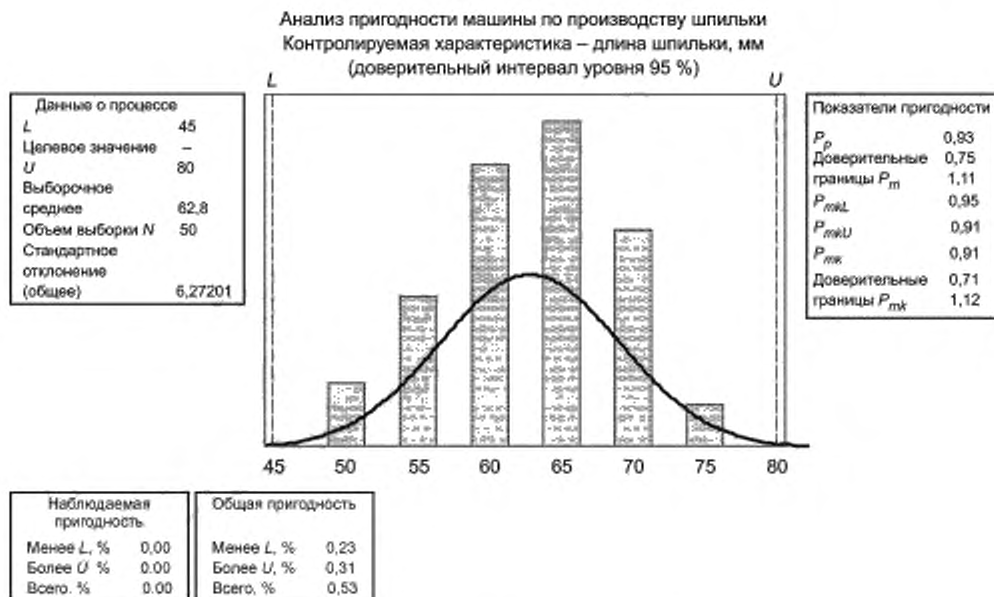 Анализ пригодности машины по производству шпильки
Контролируемая характеристика – длина шпильки, мм
(доверительный интервал уровня 95 %)
L
U
Данные о процессе
L 45
Целевое значение –
U 80
Выборочное
среднее 62,8
Объем выборки N 50
Стандартное
отклонение
(общее) 6,27201
Показатели пригодности
Pp 0,93
Доверительные 0,75
границы Pm 1,11
PmkL 0,95
PmkU 0,91
Pmk 0,91
Доверительные 0,71
границы Pmk 1,12
45 50 55 60 65 70 75 80
Наблюдаемая
пригодность
Менее L, % 0.00
Более U % 0.00
Всего. % 0.00
Общая пригодность
Менее L, % 0,23
Более U, % 0,31
Всего, % 0,53